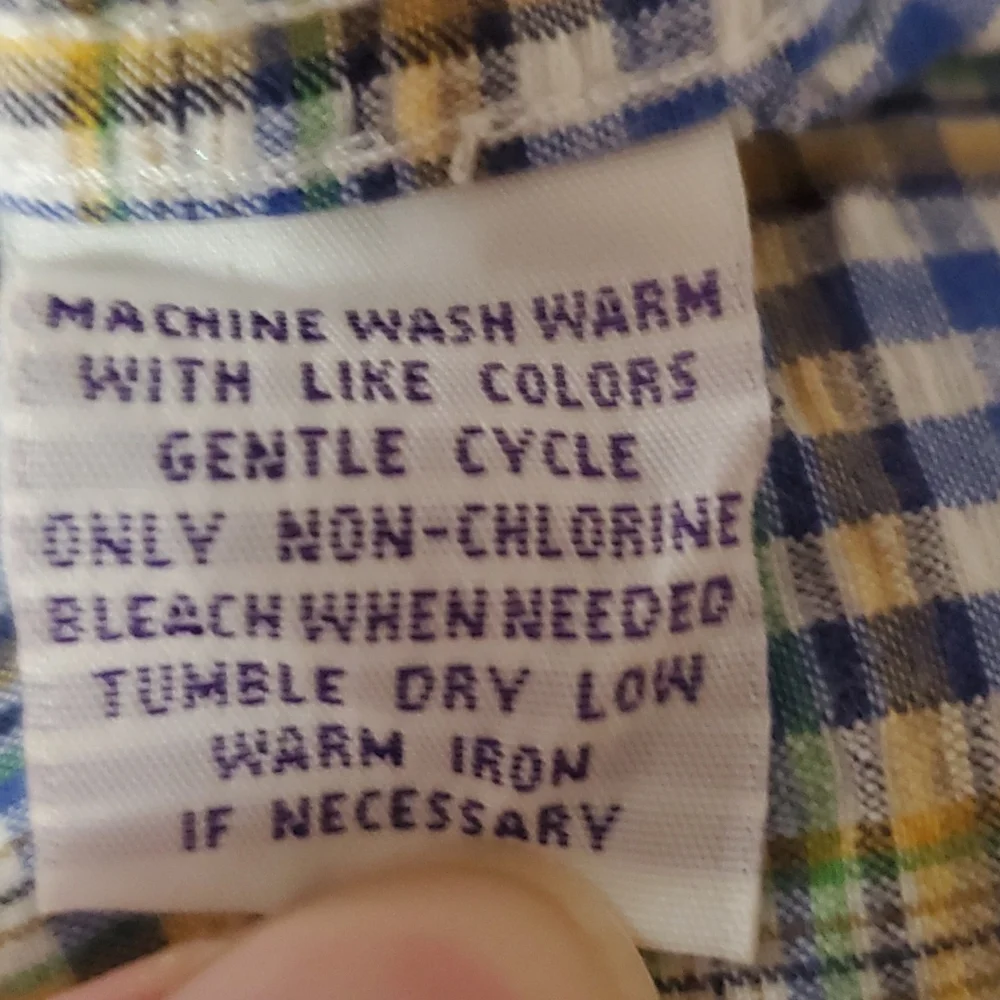 MACHINE WASH WARM
WITH LIKE COLORS
GENTLE CYCLE
ONLY NON-CHLORINE
BLEACH WHEN NEEDED
TUMBLE DRY LOW
WARM IRON
IF NECESSARY